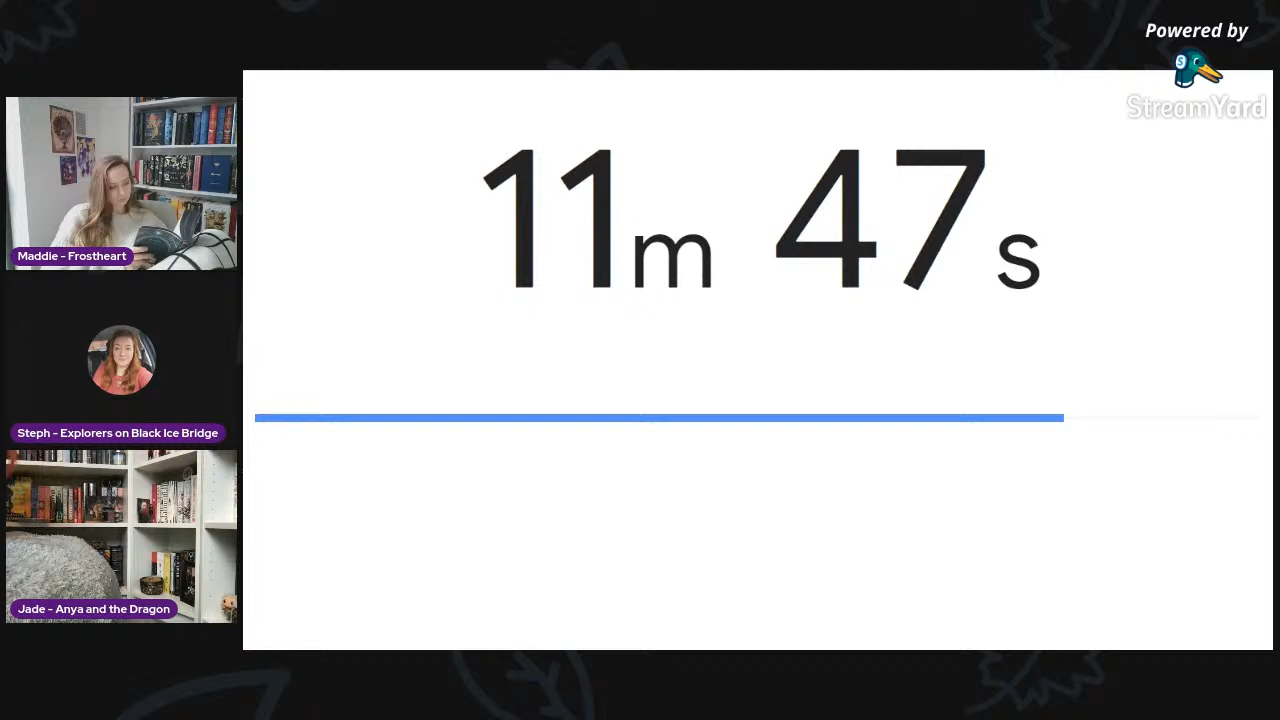 Powered by
StreamYard
11m 47s
Maddie - Frostheart
Steph - Explorers on Black Ice Bridge
Jade - Anya and the Dragon